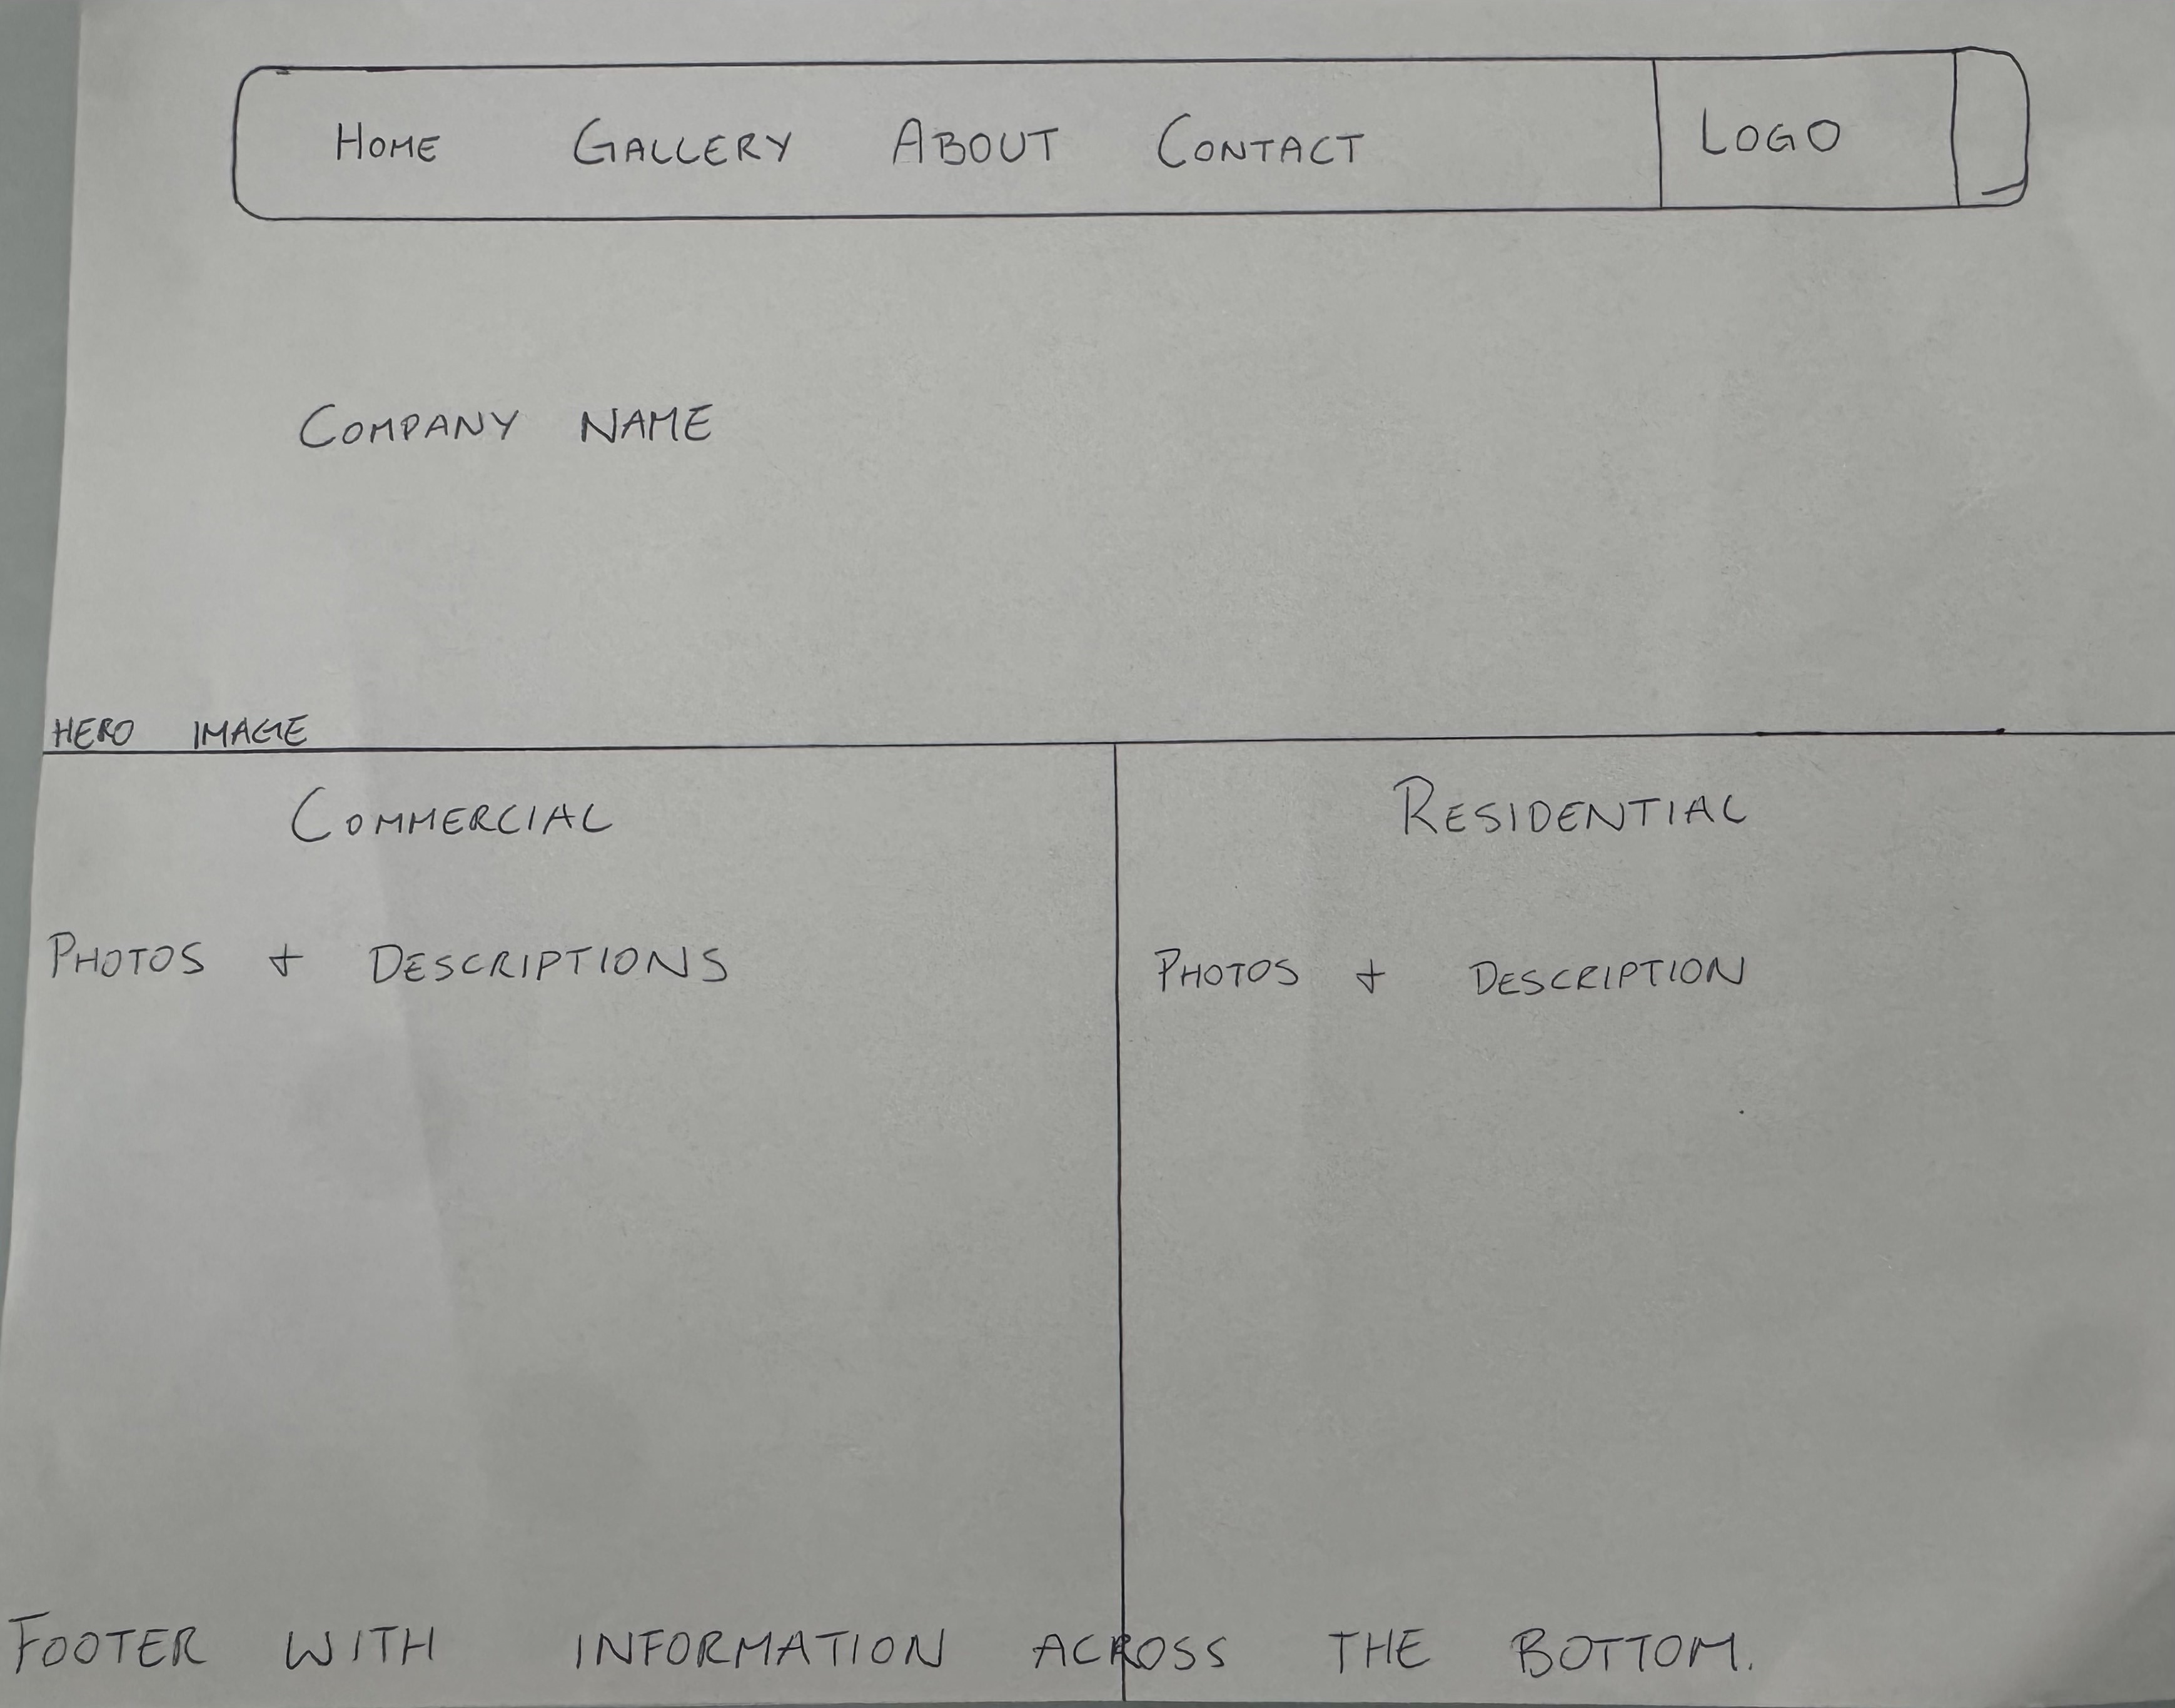 HOME GALLERY ABOUT CONTACT LOGO
COMPANY NAME
HERO IMAGE
COMMERCIAL RESIDENTIAL
PHOTOS + DESCRIPTIONS PHOTOS + DESCRIPTION
FOOTER WITH INFORMATION ACROSS THE BOTTOM.